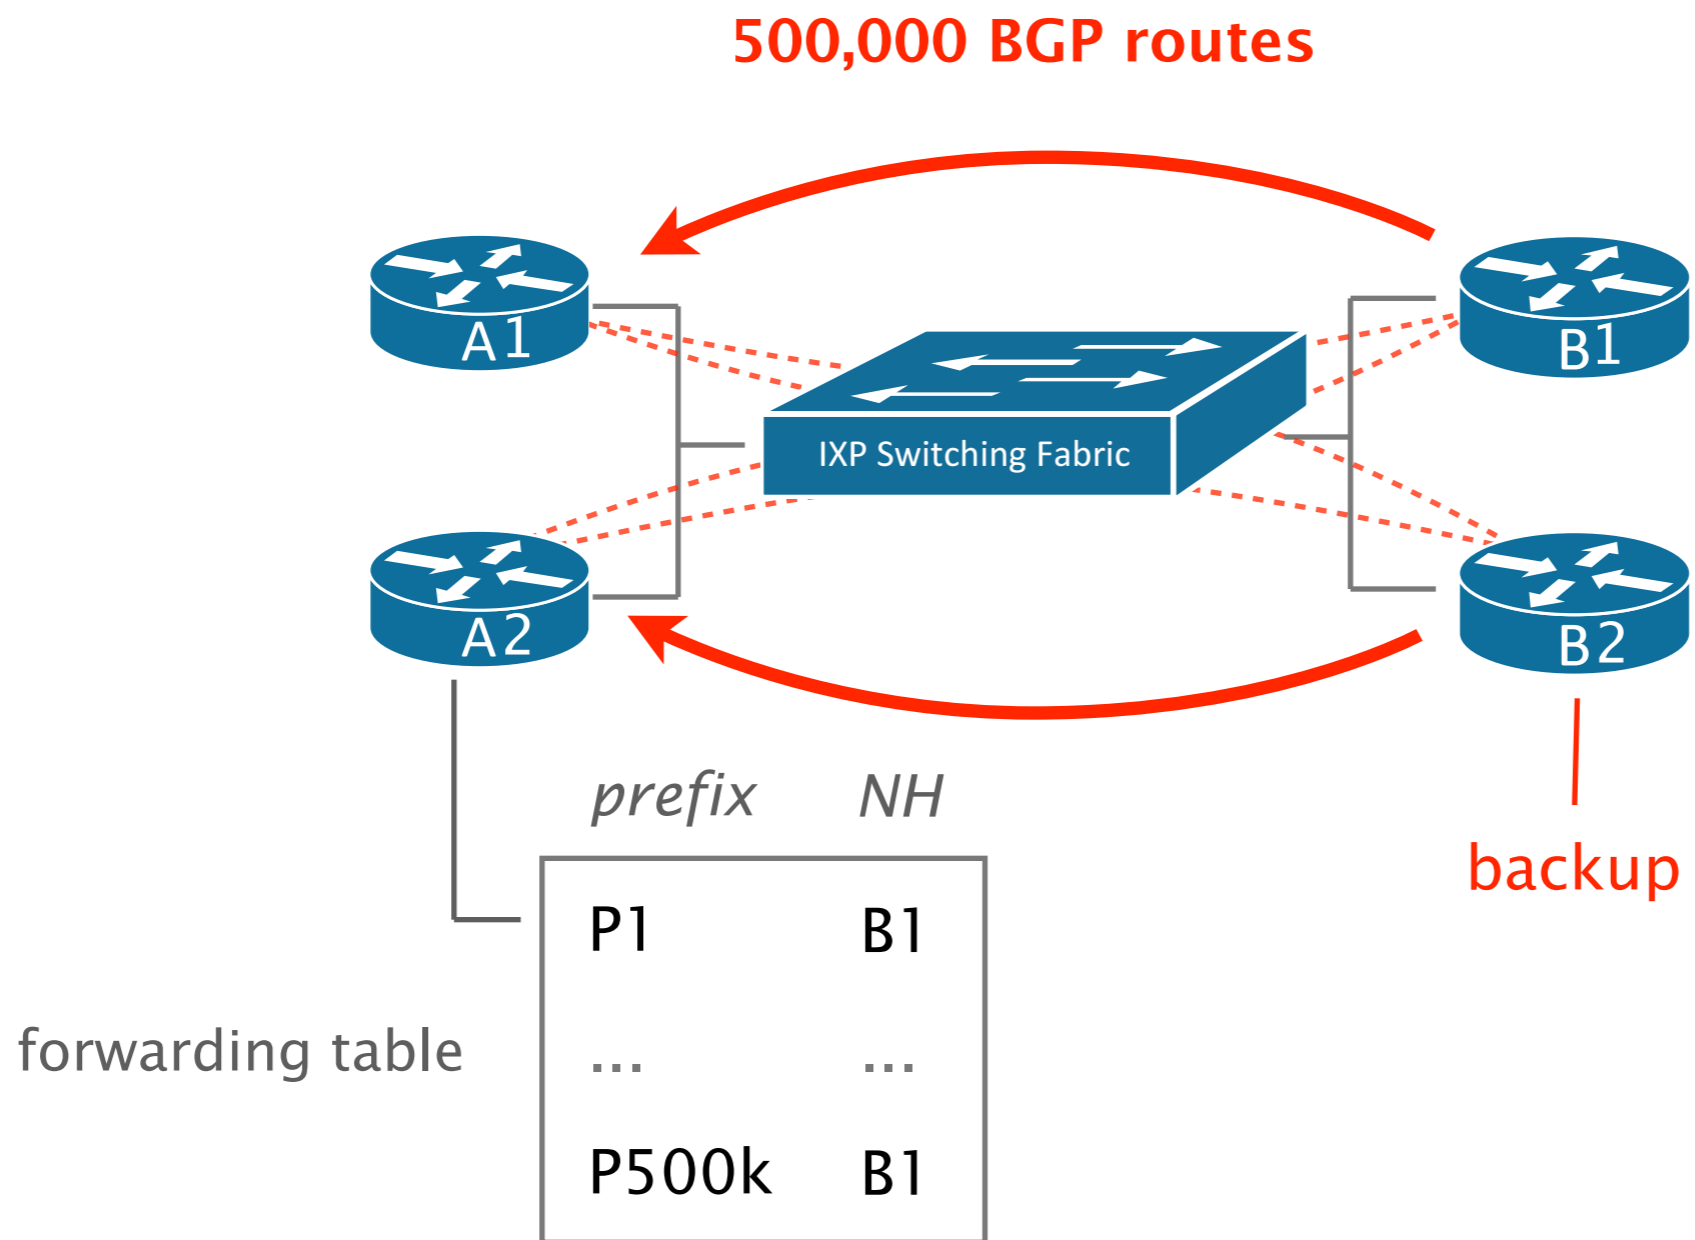 500,000 BGP routes
A1
B1
IXP Switching Fabric
A2
B2
prefix NH
backup
P1 B1
forwarding table
... ...
P500k B1